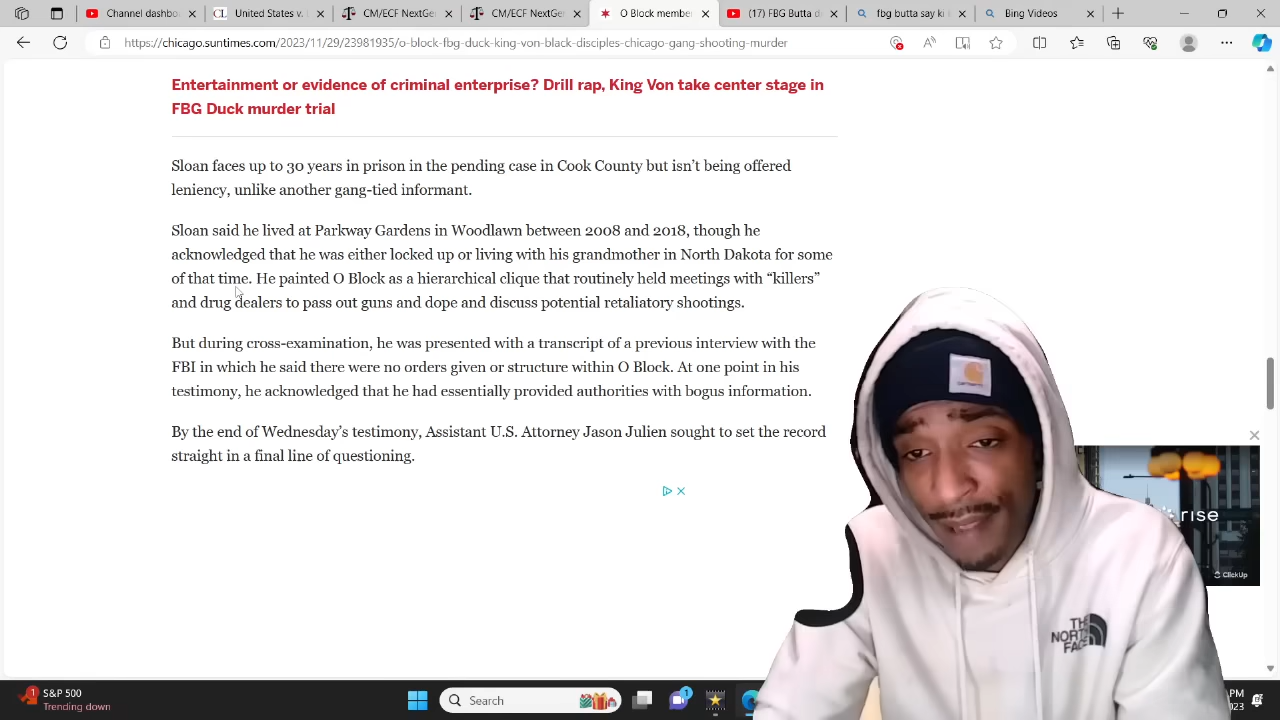 Channel dashboard
United States v.
CM/ECF NextGen
CM/ECF NextGen
O Block membe
(17) FBG Butta d
fbg butta say ki
Bing Videos
https://chicago.suntimes.com/2023/11/29/23981935/o-block-fbg-duck-king-von-black-disciples-chicago-gang-shooting-murder
Entertainment or evidence of criminal enterprise? Drill rap, King Von take center stage in
FBG Duck murder trial
Sloan faces up to 30 years in prison in the pending case in Cook County but isn’t being offered
leniency, unlike another gang-tied informant.
Sloan said he lived at Parkway Gardens in Woodlawn between 2008 and 2018, though he
acknowledged that he was either locked up or living with his grandmother in North Dakota for some
of that time. He painted O Block as a hierarchical clique that routinely held meetings with “killers”
and drug dealers to pass out guns and dope and discuss potential retaliatory shootings.
But during cross-examination, he was presented with a transcript of a previous interview with the
FBI in which he said there were no orders given or structure within O Block. At one point in his
testimony, he acknowledged that he had essentially provided authorities with bogus information.
By the end of Wednesday’s testimony, Assistant U.S. Attorney Jason Julien sought to set the record
straight in a final line of questioning.
carhartt
rise
ClickUp
THE
NORTH
FACE
1
S&P 500
Trending down
Search
1
PM
2023